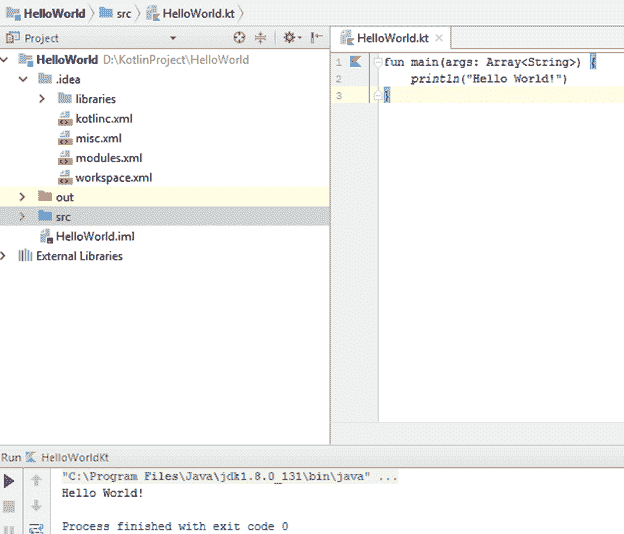 HelloWorld src HelloWorld.kt
Project
HelloWorld D:\KotlinProject\HelloWorld
.idea
libraries
kotlinc.xml
misc.xml
modules.xml
workspace.xml
out
src
HelloWorld.iml
External Libraries
HelloWorld.kt
1 fun main(args: Array<String>) {
2 println("Hello World!")
3 }
Run HelloWorldKt
"C:\Program Files\Java\jdk1.8.0_131\bin\java" ...
Hello World!
Process finished with exit code 0